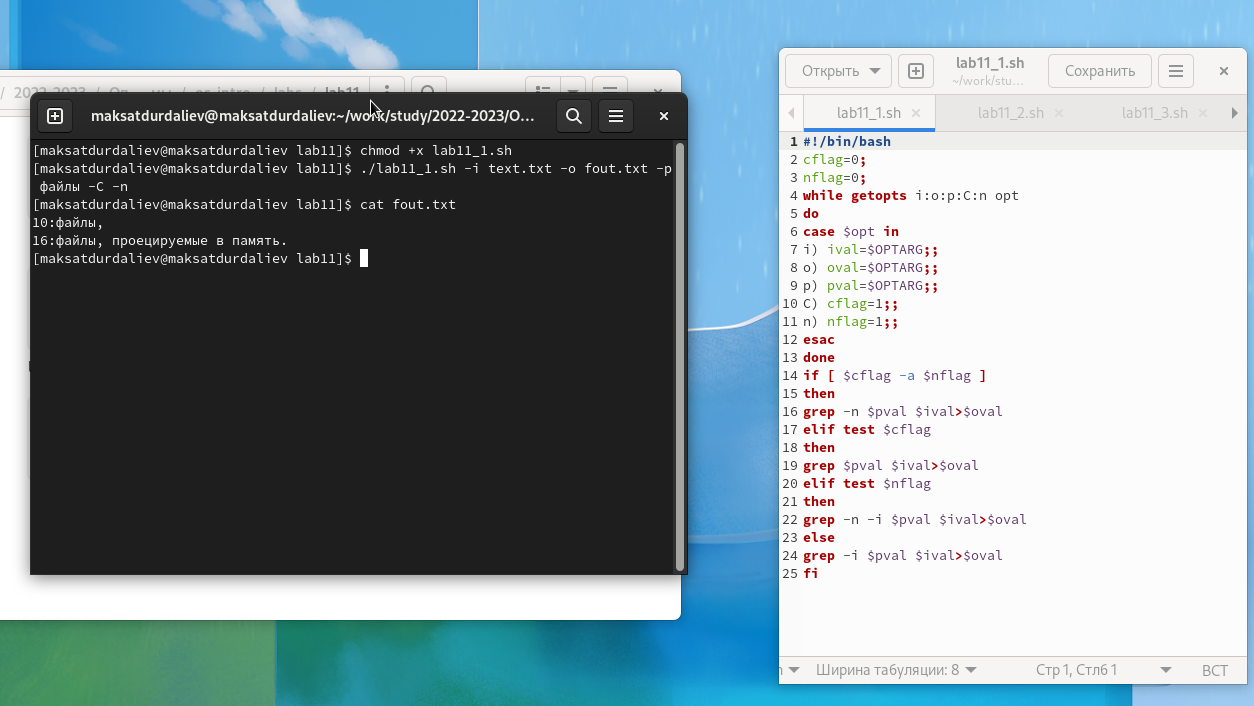 2022-2023
os-intro / labs / lab11
maksatdurdaliev@maksatdurdaliev:~/work/study/2022-2023/O...
[maksatdurdaliev@maksatdurdaliev lab11]$ chmod +x lab11_1.sh
[maksatdurdaliev@maksatdurdaliev lab11]$ ./lab11_1.sh -i text.txt -o fout.txt -p
файлы -C -n
[maksatdurdaliev@maksatdurdaliev lab11]$ cat fout.txt
10:файлы,
16:файлы, проецируемые в память.
[maksatdurdaliev@maksatdurdaliev lab11]$
Открыть
lab11_1.sh
~/work/stu...
Сохранить
lab11_1.sh
lab11_2.sh
lab11_3.sh
1 #!/bin/bash
2 cflag=0;
3 nflag=0;
4 while getopts i:o:p:C:n opt
5 do
6 case $opt in
7 i) ival=$OPTARG;;
8 o) oval=$OPTARG;;
9 p) pval=$OPTARG;;
10 C) cflag=1;;
11 n) nflag=1;;
12 esac
13 done
14 if [ $cflag -a $nflag ]
15 then
16 grep -n $pval $ival>$oval
17 elif test $cflag
18 then
19 grep $pval $ival>$oval
20 elif test $nflag
21 then
22 grep -n -i $pval $ival>$oval
23 else
24 grep -i $pval $ival>$oval
25 fi
Ширина табуляции: 8
Стр 1, Стлб 1
ВСТ